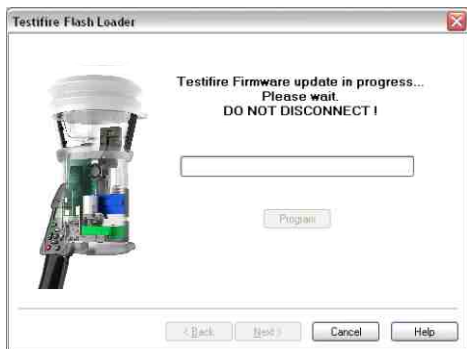 Testifire Flash Loader
Testifire Firmware update in progress...
Please wait.
DO NOT DISCONNECT !
Program
< Back
Next >
Cancel
Help